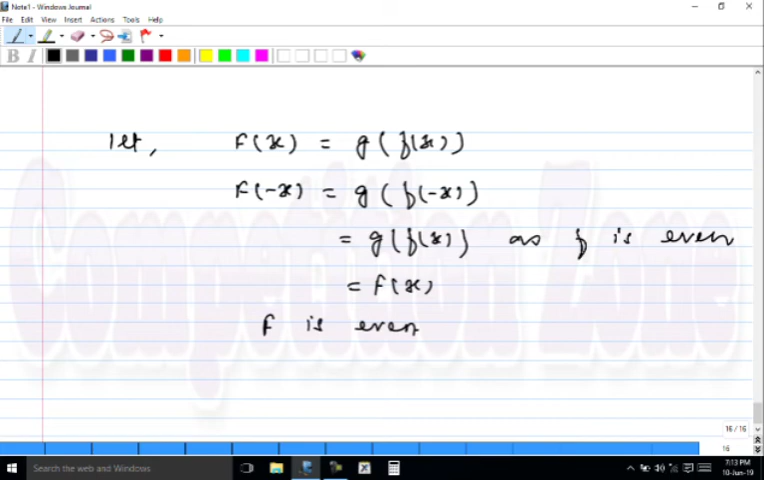 Note1 - Windows Journal
File Edit View Insert Actions Tools Help
B I
let, F(x) = g(f(x))
F(-x) = g(f(-x))
= g(f(x)) as f is even
= F(x)
F is even
Competition Zone
16 / 16
16
Search the web and Windows
7:13 PM
10-Jun-19